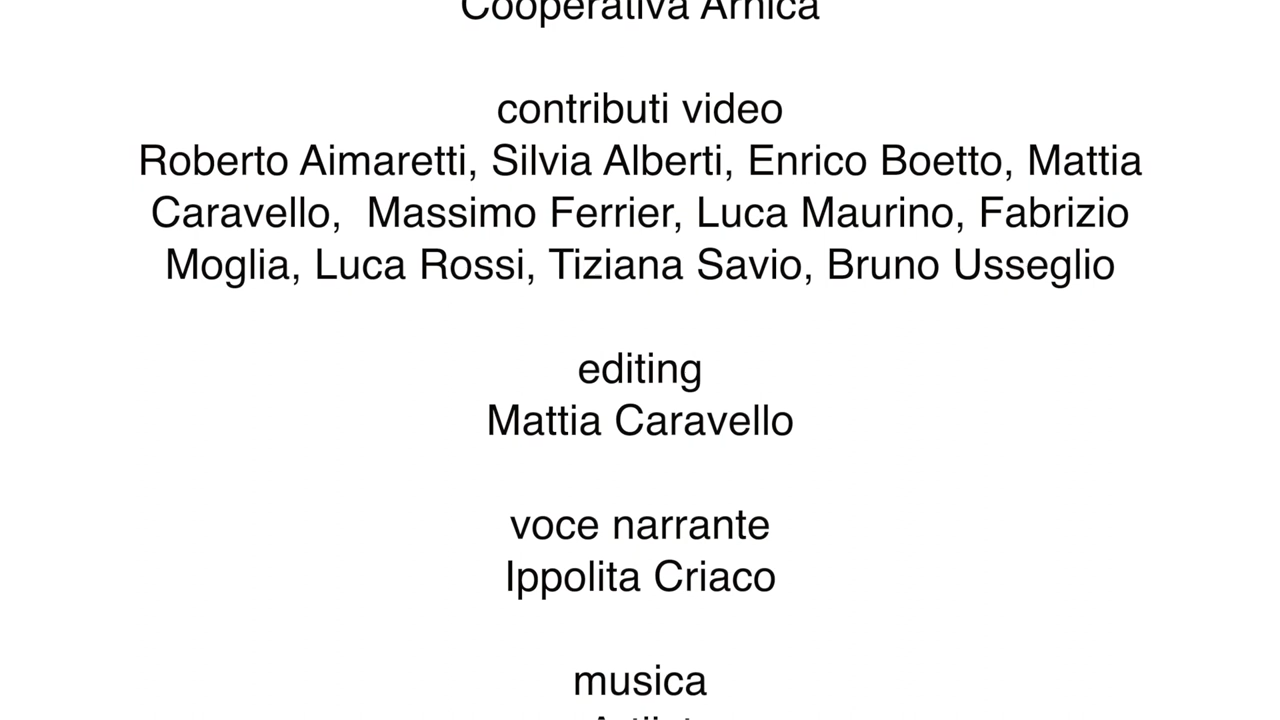 Cooperativa Arnica
contributi video
Roberto Aimaretti, Silvia Alberti, Enrico Boetto, Mattia
Caravello,  Massimo Ferrier, Luca Maurino, Fabrizio
Moglia, Luca Rossi, Tiziana Savio, Bruno Usseglio
editing
Mattia Caravello
voce narrante
Ippolita Criaco
musica